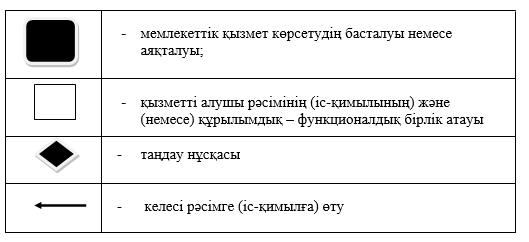 - мемлекеттік қызмет көрсетудің басталуы немесе
аяқталуы;
- қызметті алушы рәсімінің (іс-қимылының) және
(немесе) құрылымдық – функционалдық бірлік атауы
- таңдау нұсқасы
- келесі рәсімге (іс-қимылға) өту